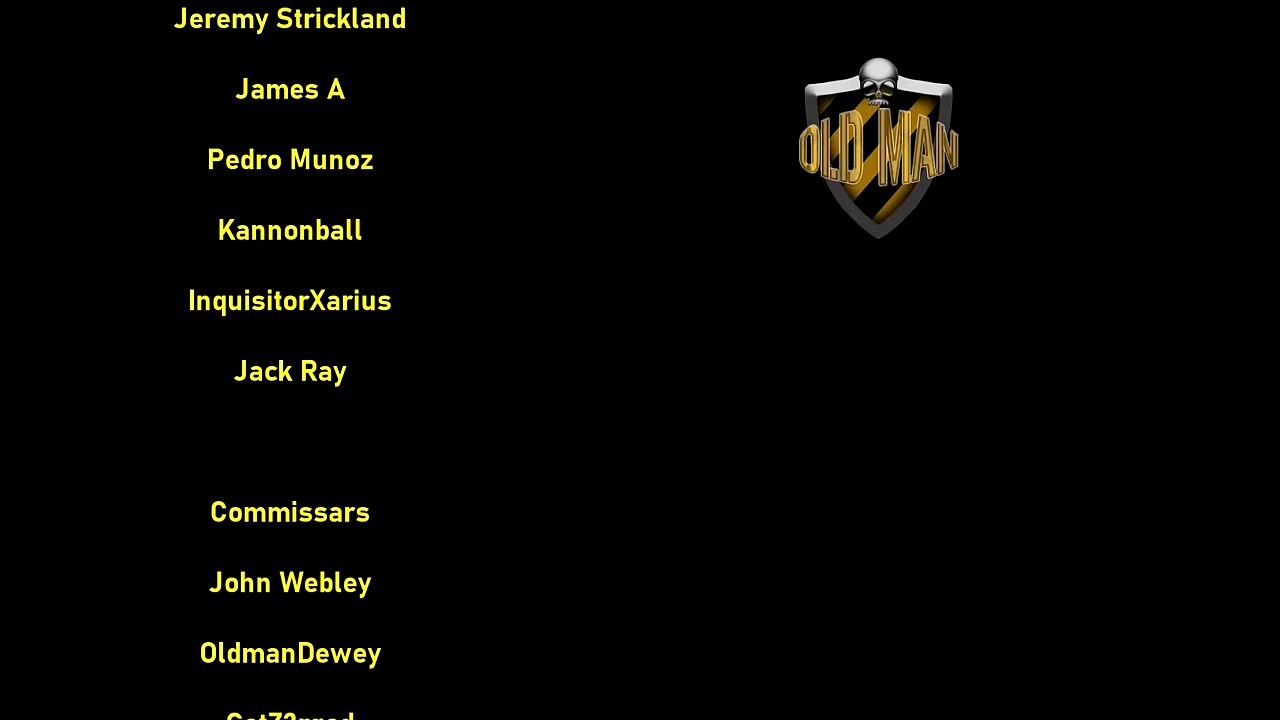 Jeremy Strickland
James A
Pedro Munoz
Kannonball
InquisitorXarius
Jack Ray
Commissars
John Webley
OldmanDewey
OLD MAN